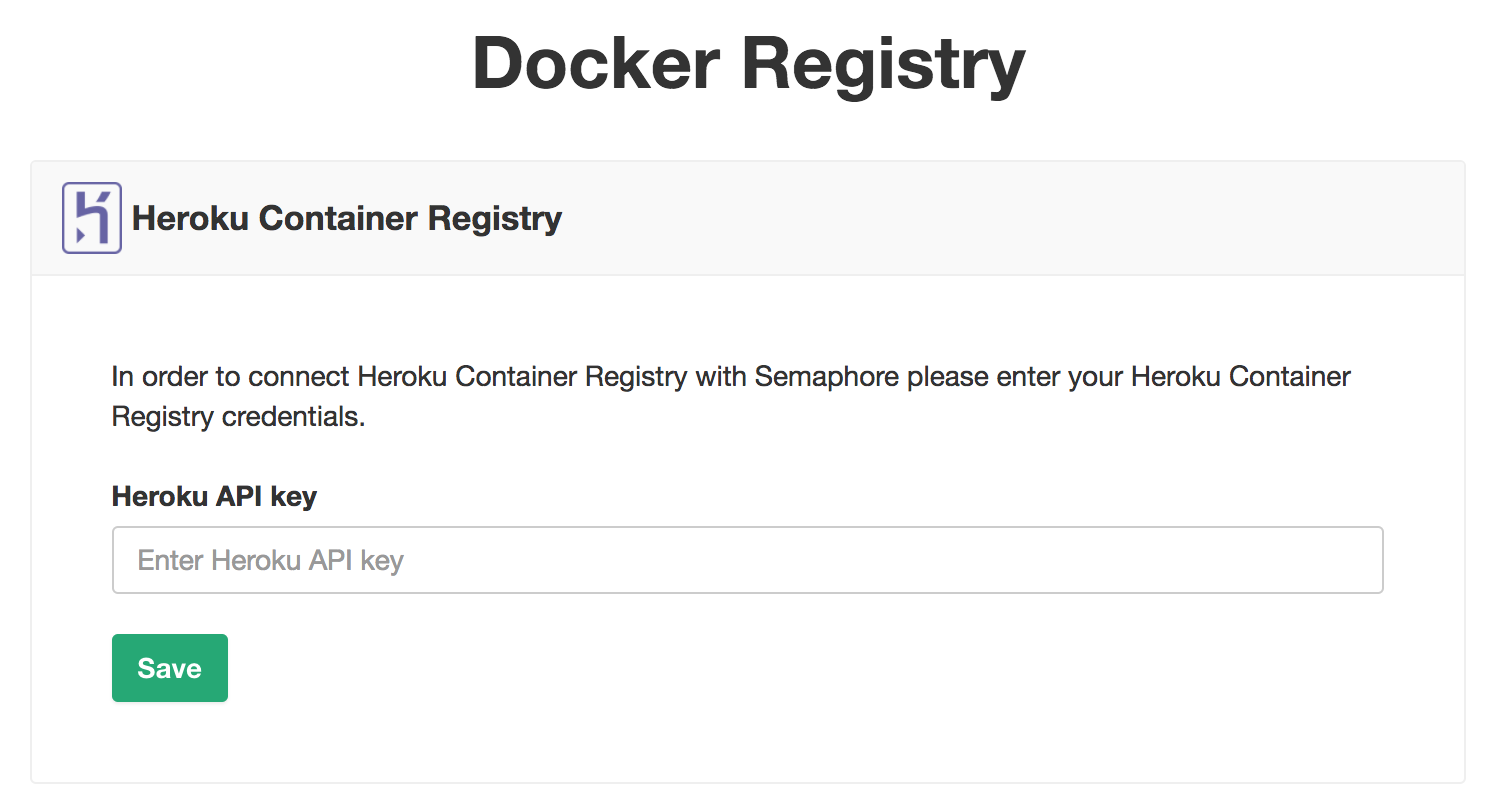 Docker Registry
Heroku Container Registry
In order to connect Heroku Container Registry with Semaphore please enter your Heroku Container
Registry credentials.
Heroku API key
Enter Heroku API key
Save